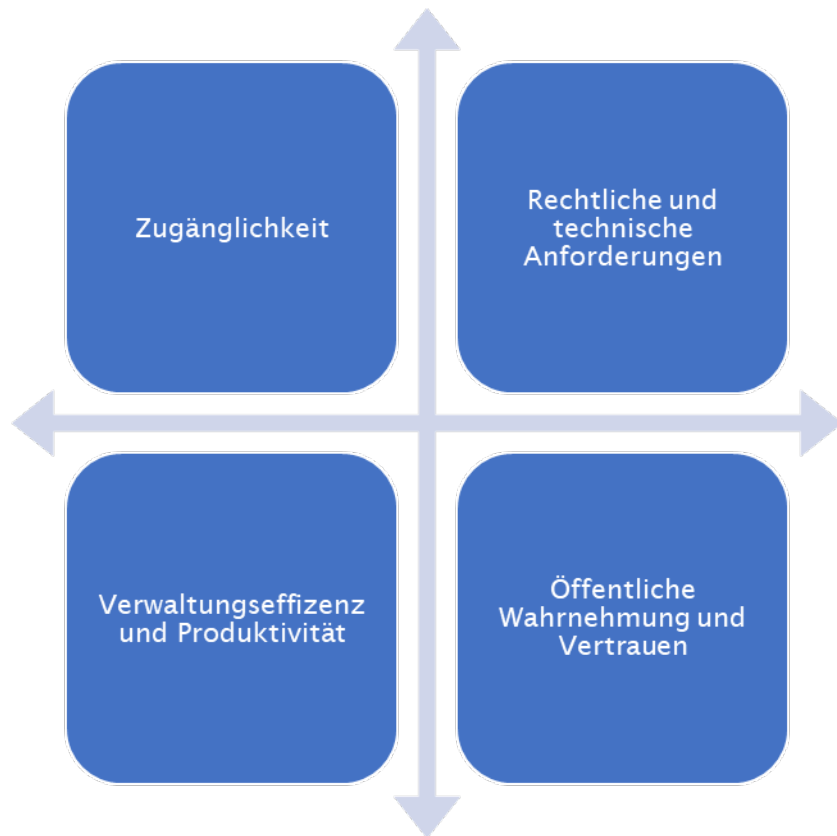 Zugänglichkeit
Rechtliche und
technische
Anforderungen
Verwaltungseffizenz
und Produktivität
Öffentliche
Wahrnehmung und
Vertrauen